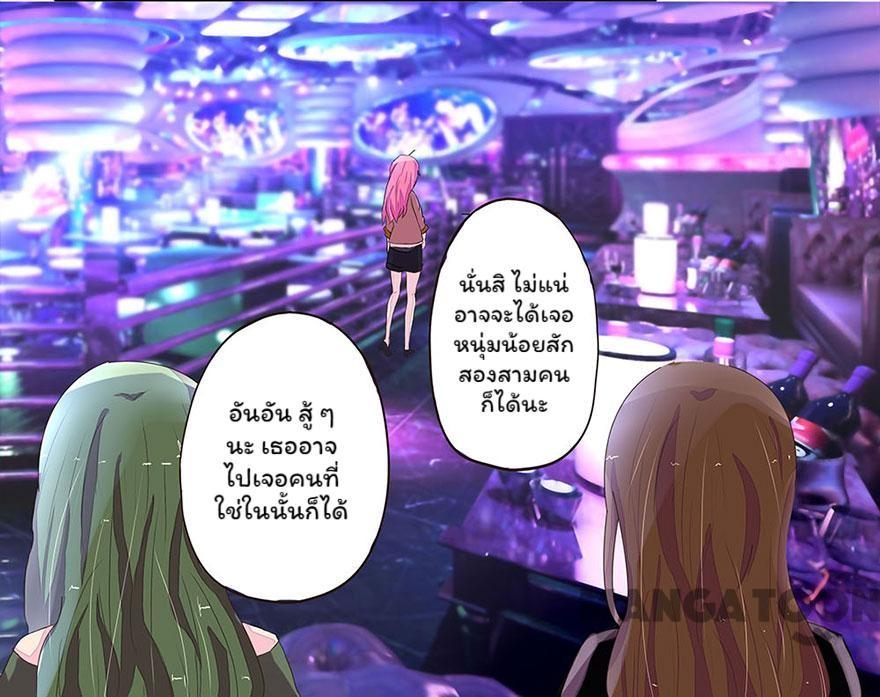 อันอัน สู้ ๆ
นะ เธออาจ
ไปเจอคนที่
ใช่ในนั้นก็ได้
นั่นสิ ไม่แน่
อาจจะได้เจอ
หนุ่มน้อยสัก
สองสามคน
ก็ได้นะ
MANGATOON